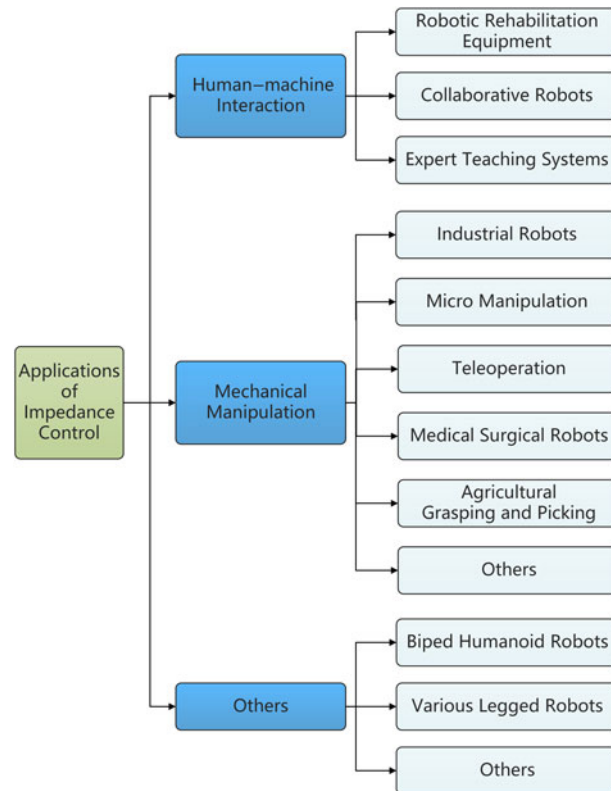 Robotic Rehabilitation
Equipment
Human–machine
Interaction
Collaborative Robots
Expert Teaching Systems
Industrial Robots
Micro Manipulation
Applications
of
Impedance
Control
Mechanical
Manipulation
Teleoperation
Medical Surgical Robots
Agricultural
Grasping and Picking
Others
Biped Humanoid Robots
Others
Various Legged Robots
Others